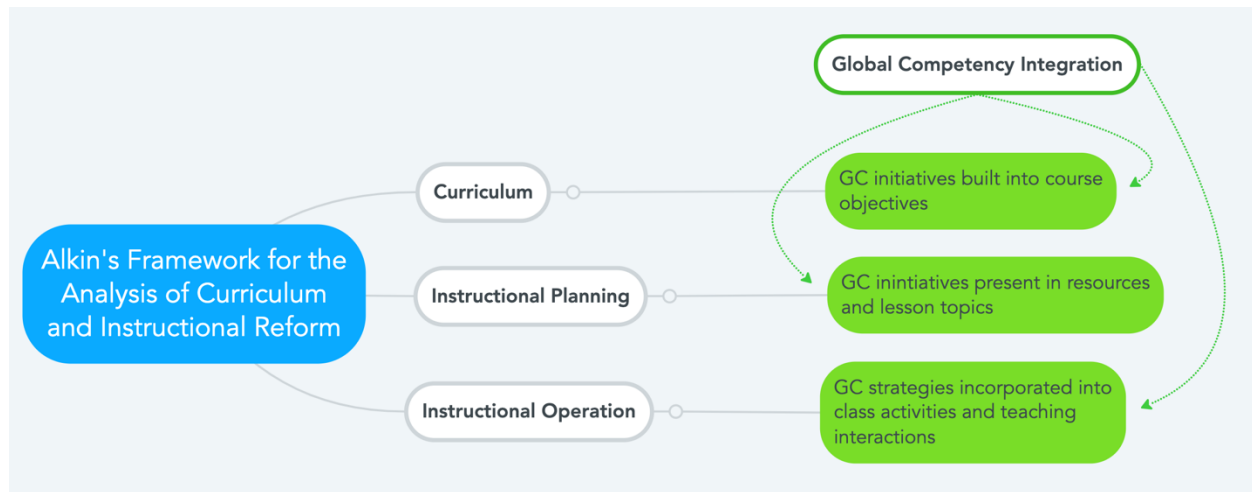 Global Competency Integration
Curriculum
GC initiatives built into course
objectives
Alkin's Framework for the
Analysis of Curriculum
and Instructional Reform
Instructional Planning
GC inintiatives present in resources
and lesson topics
Instructional Operation
GC strategies incorporated into
class activities and teaching
interactions